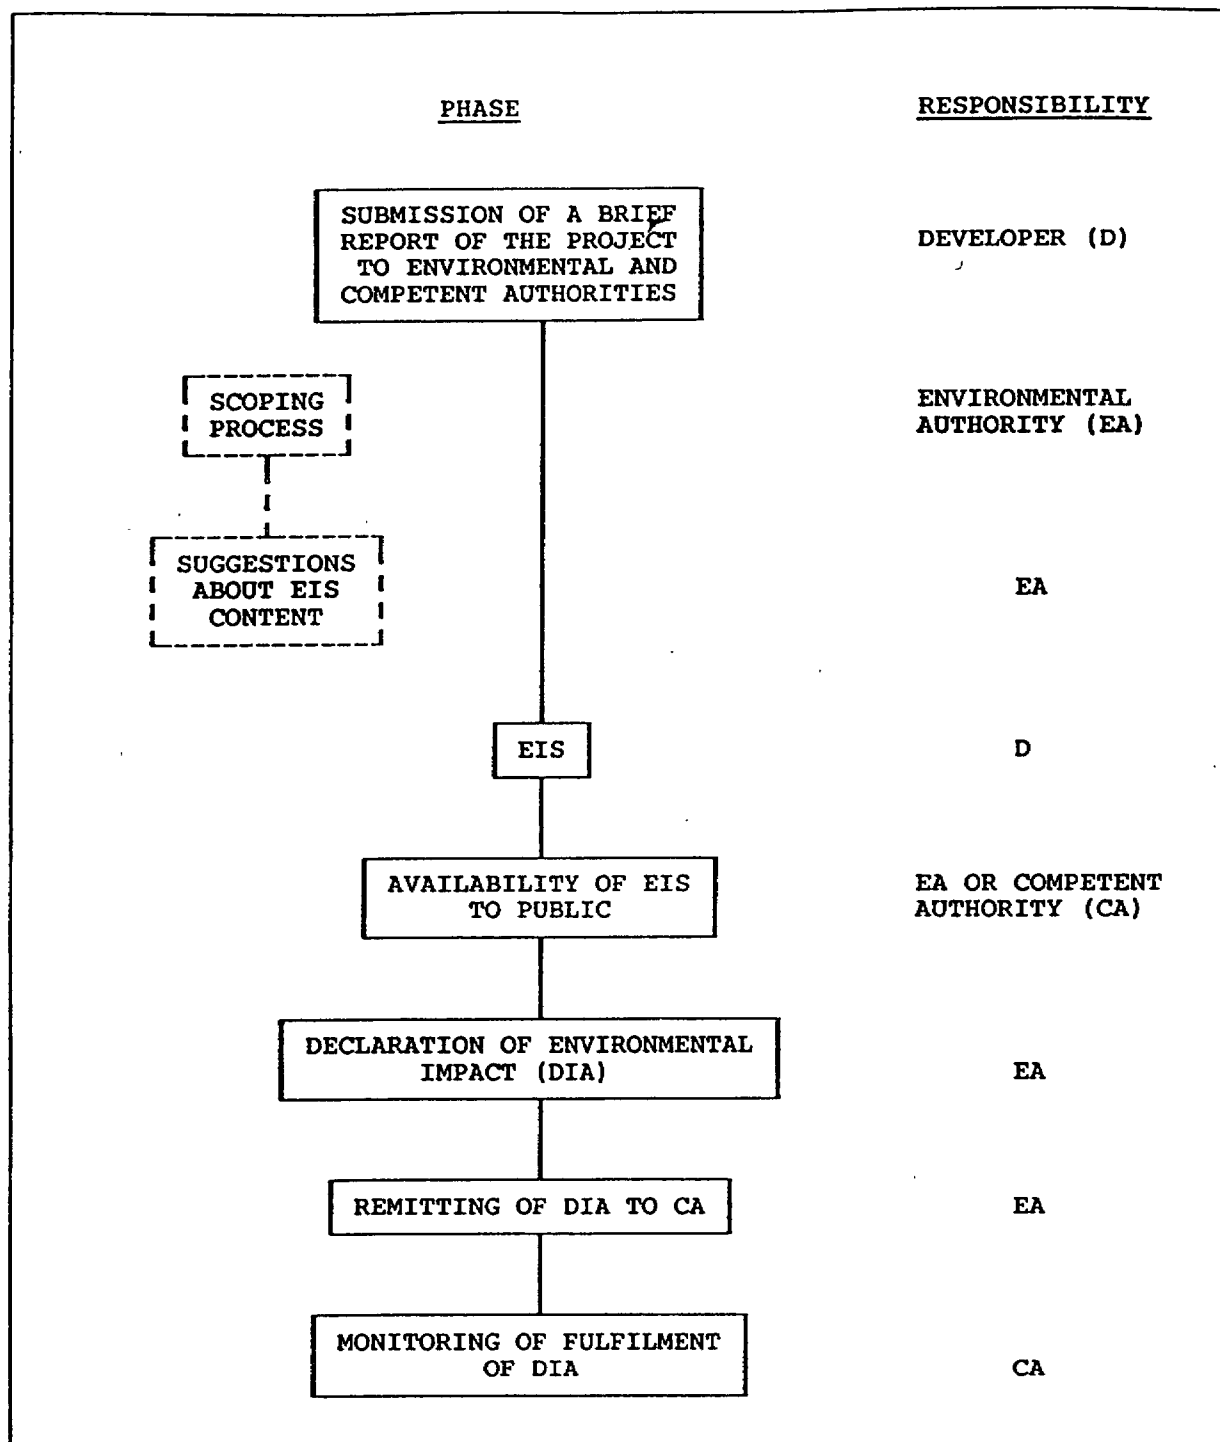 PHASE
RESPONSIBILITY
SUBMISSION OF A BRIEF
REPORT OF THE PROJECT
TO ENVIRONMENTAL AND
COMPETENT AUTHORITIES
DEVELOPER (D)
SCOPING
PROCESS
ENVIRONMENTAL
AUTHORITY (EA)
SUGGESTIONS
ABOUT EIS
CONTENT
EA
EIS
D
AVAILABILITY OF EIS
TO PUBLIC
EA OR COMPETENT
AUTHORITY (CA)
DECLARATION OF ENVIRONMENTAL
IMPACT (DIA)
EA
REMITTING OF DIA TO CA
EA
MONITORING OF FULFILMENT
OF DIA
CA